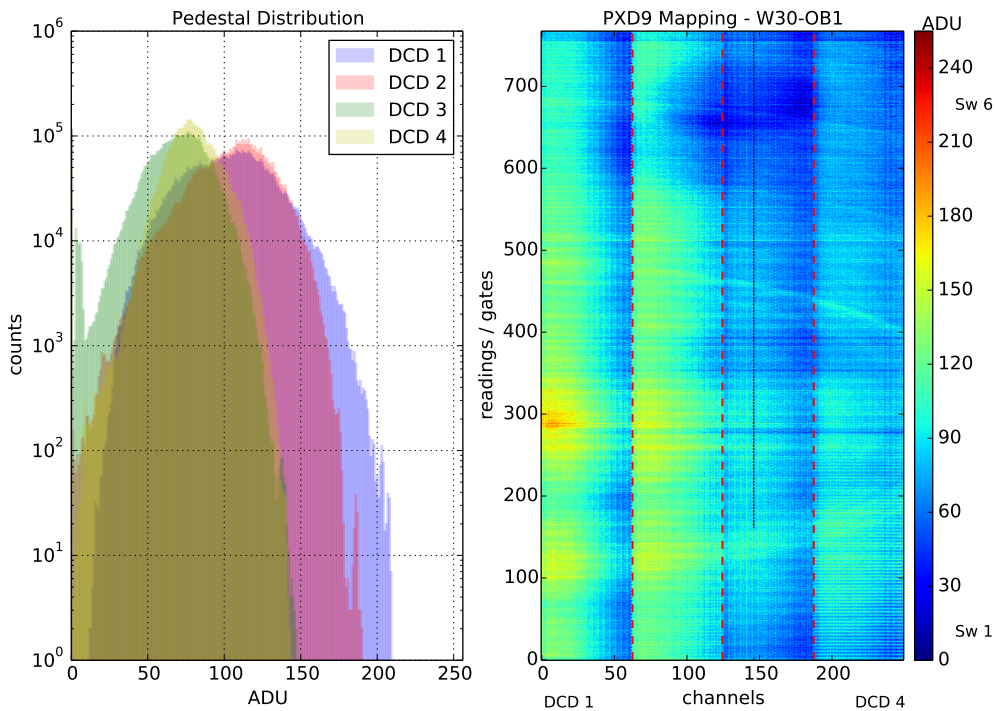 Pedestal Distribution
10^6
10^5
10^4
10^3
10^2
10^1
10^0
counts
0
50
100
150
200
250
ADU
DCD 1
DCD 2
DCD 3
DCD 4
PXD9 Mapping - W30-OB1
700
600
500
400
300
200
100
0
readings / gates
0
50
100
150
200
channels
DCD 1
DCD 4
ADU
240
210
180
150
120
90
60
30
0
Sw 6
Sw 1